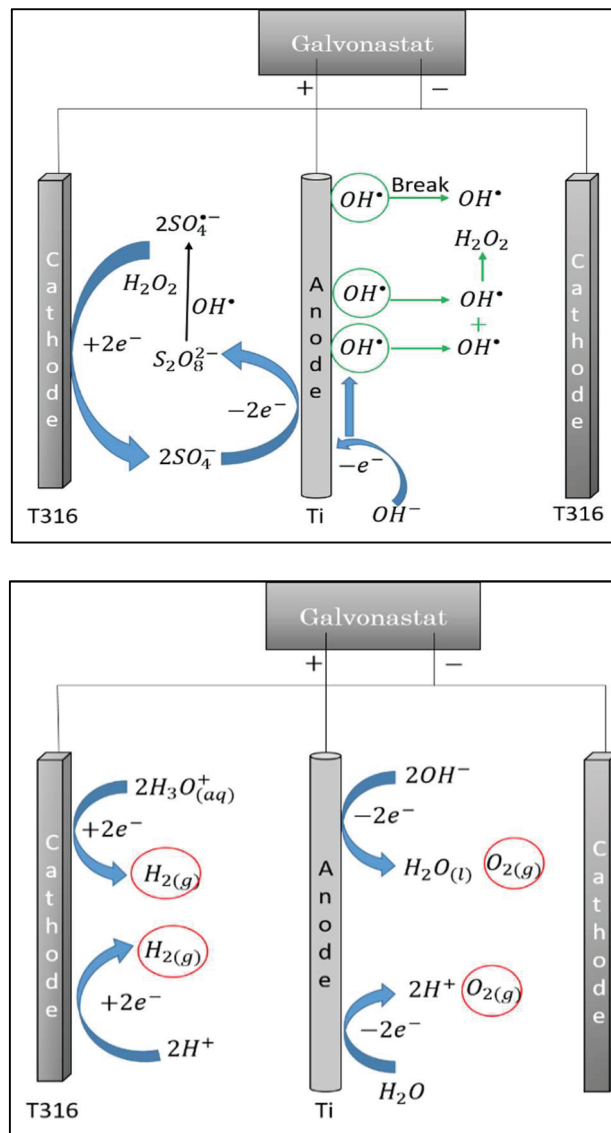 Galvonastat
+ −
Cathode
2SO₄•⁻
H₂O₂
OH•
+2e⁻
S₂O₈²⁻
−2e⁻
2SO₄⁻
T316
Anode
OH• Break OH•
H₂O₂
OH• OH•
+
OH• OH•
−e⁻
OH⁻
Ti
Cathode
T316
Galvonastat
+ −
Cathode
2H₃O⁺(aq)
+2e⁻
H₂(g)
H₂(g)
+2e⁻
2H⁺
T316
Anode
2OH⁻
−2e⁻
H₂O(l) O₂(g)
2H⁺ O₂(g)
−2e⁻
H₂O
Ti
Cathode